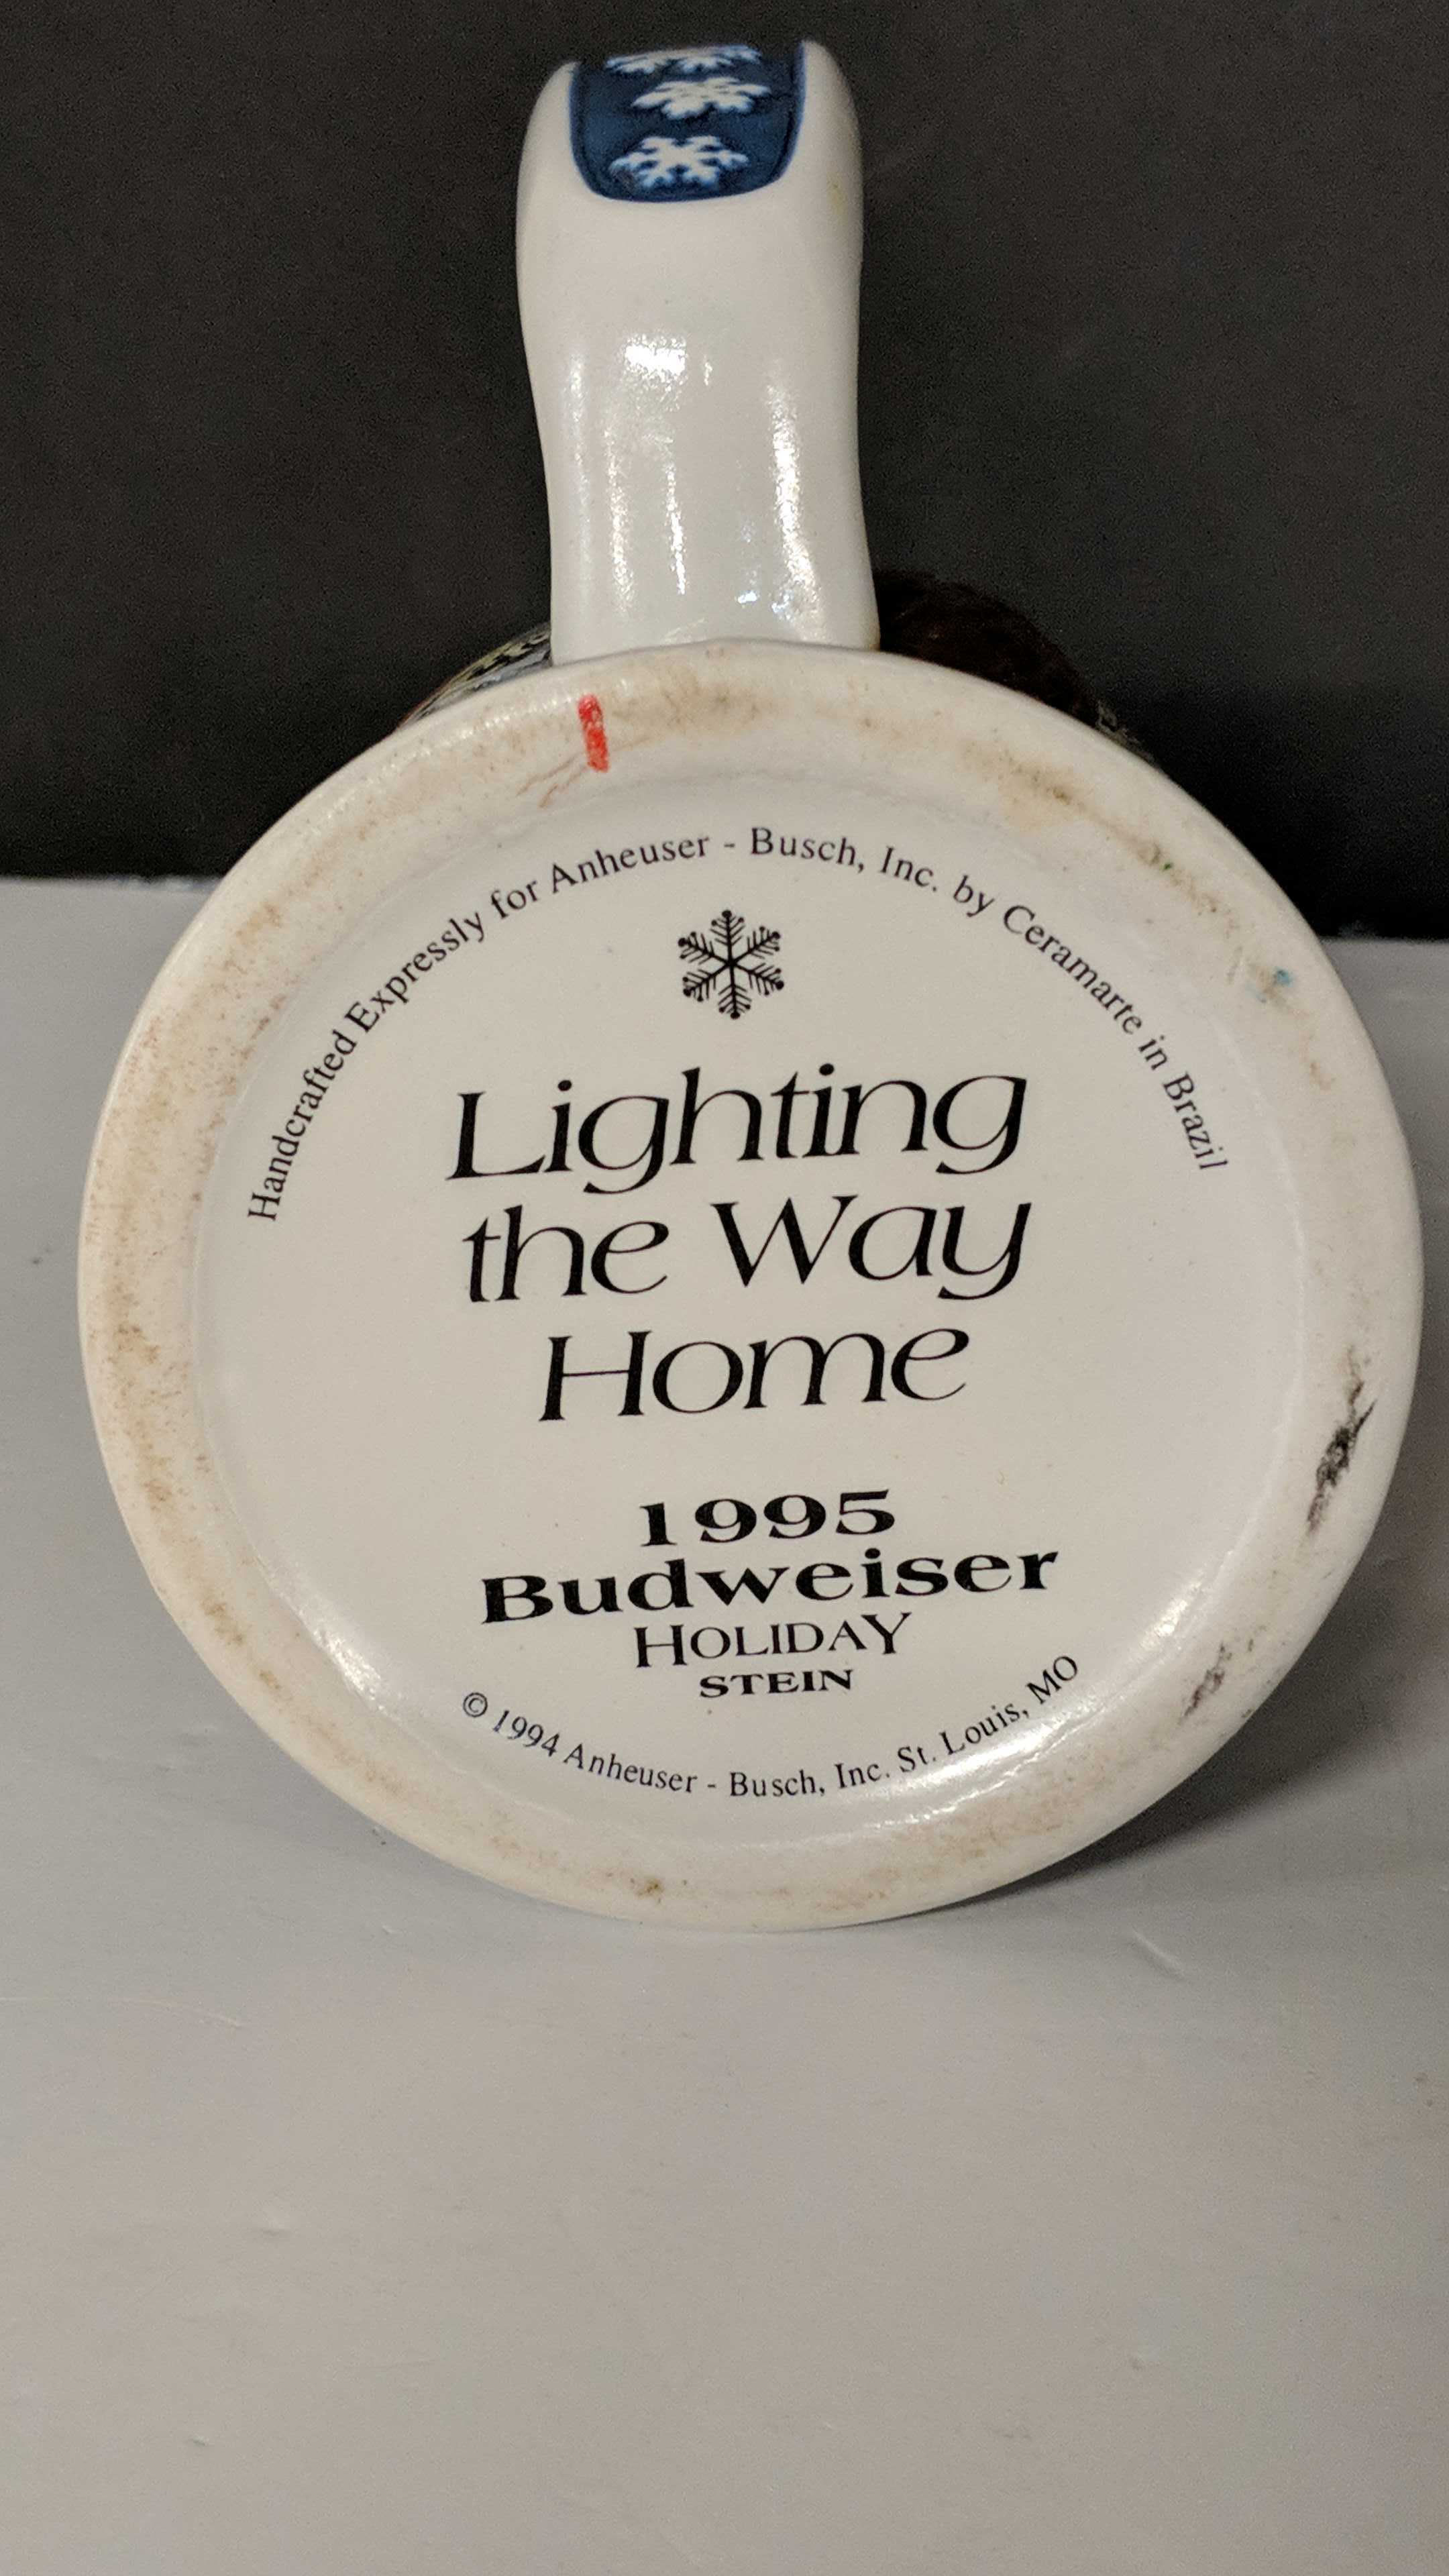 Handcrafted Expressly for Anheuser - Busch, Inc. by Ceramarte in Brazil
Lighting
the Way
Home
1995
Budweiser
HOLIDAY
STEIN
© 1994 Anheuser - Busch, Inc. St. Louis, MO